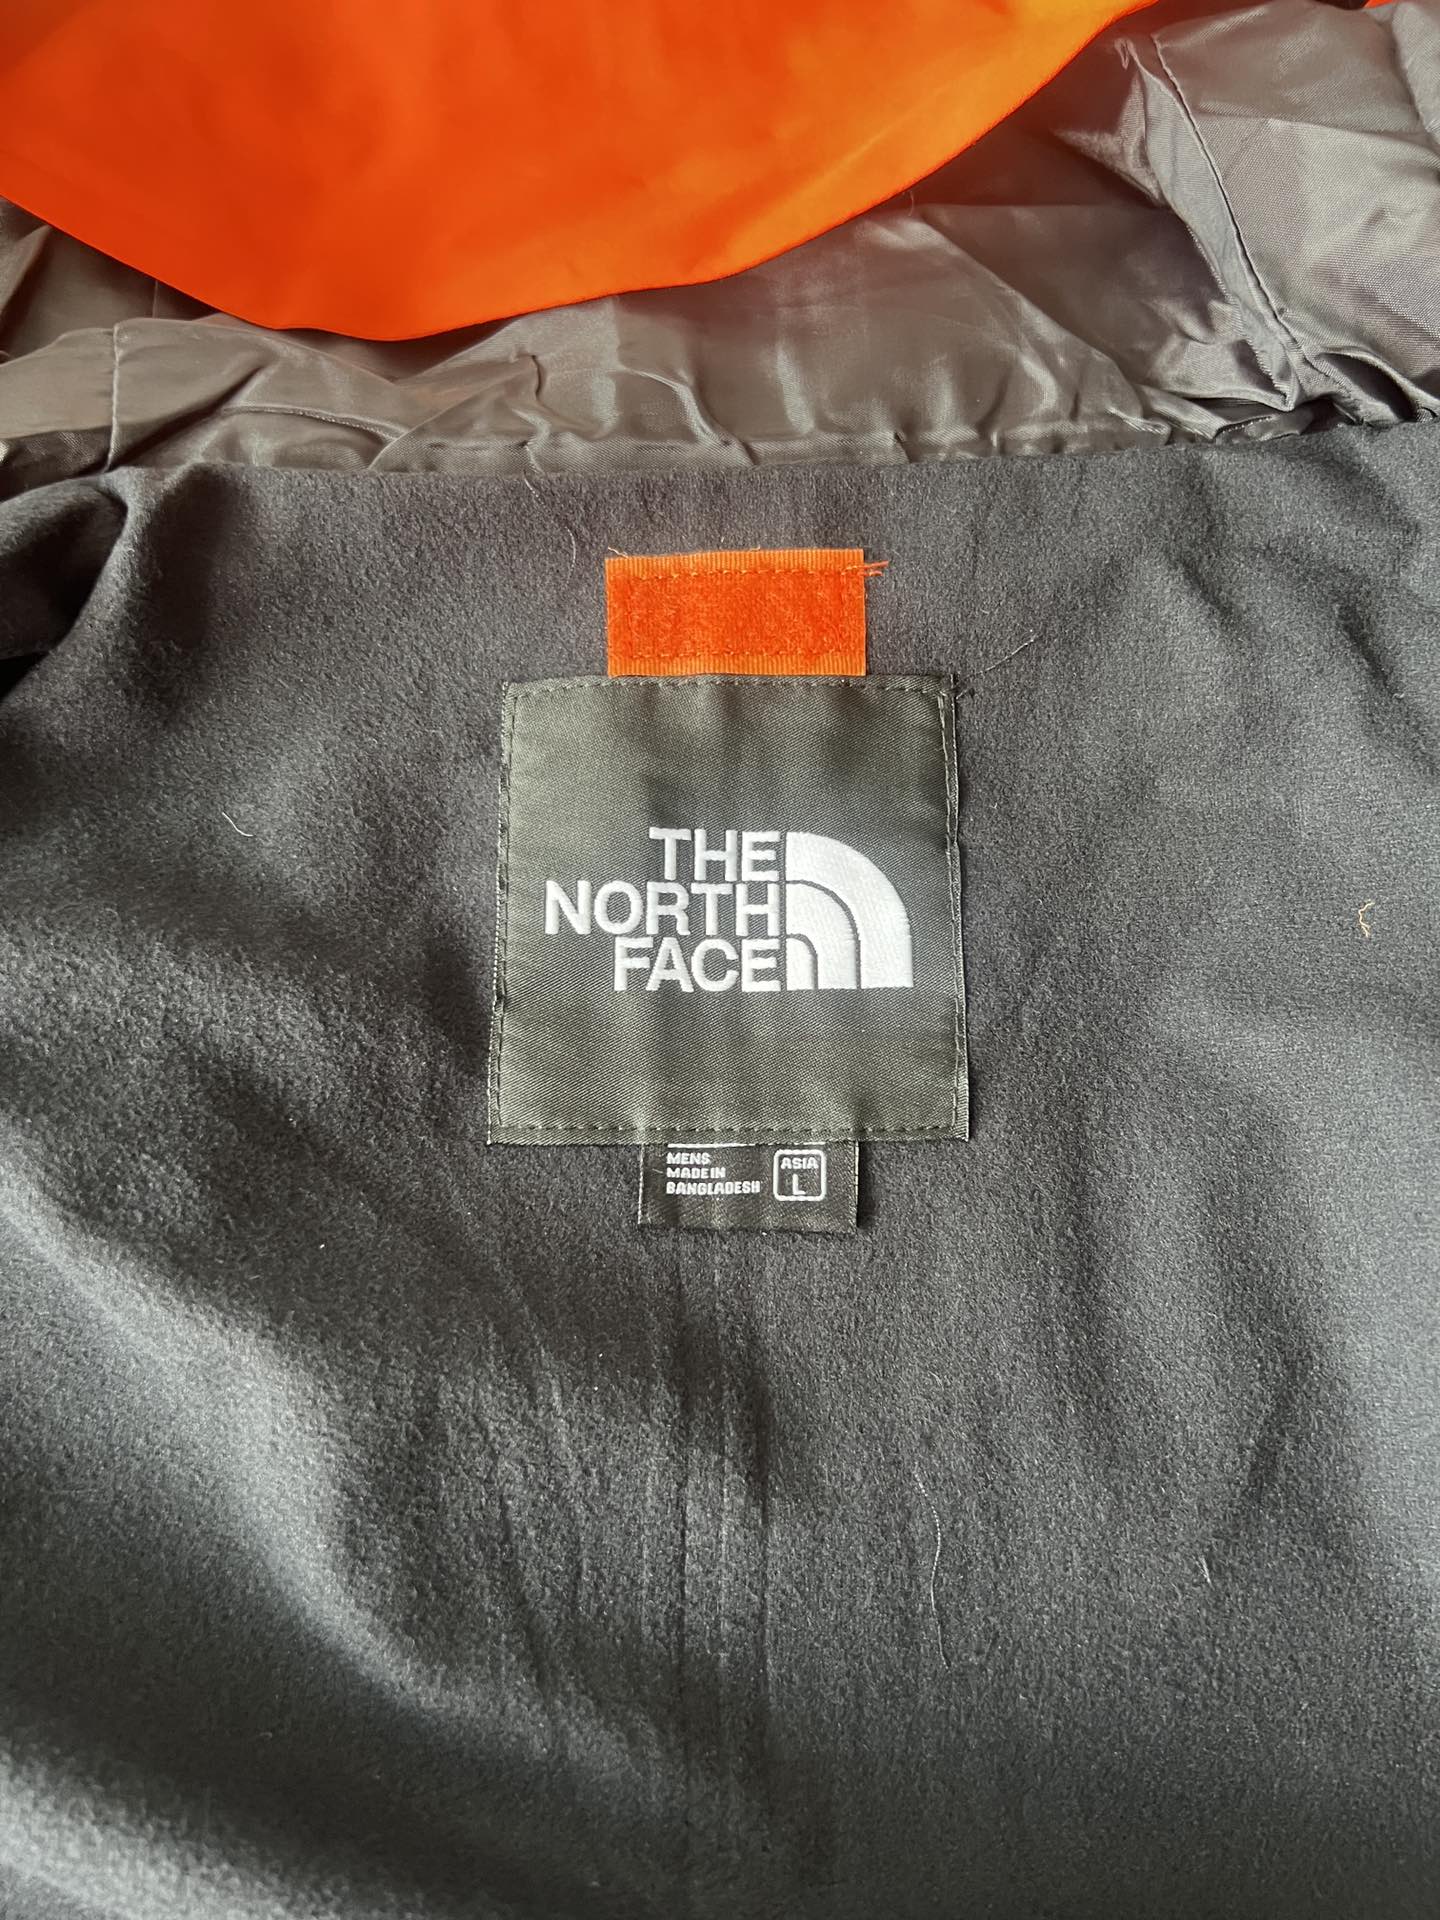 THE
NORTH
FACE
MENS
MADE IN
BANGLADESH
ASIA
L